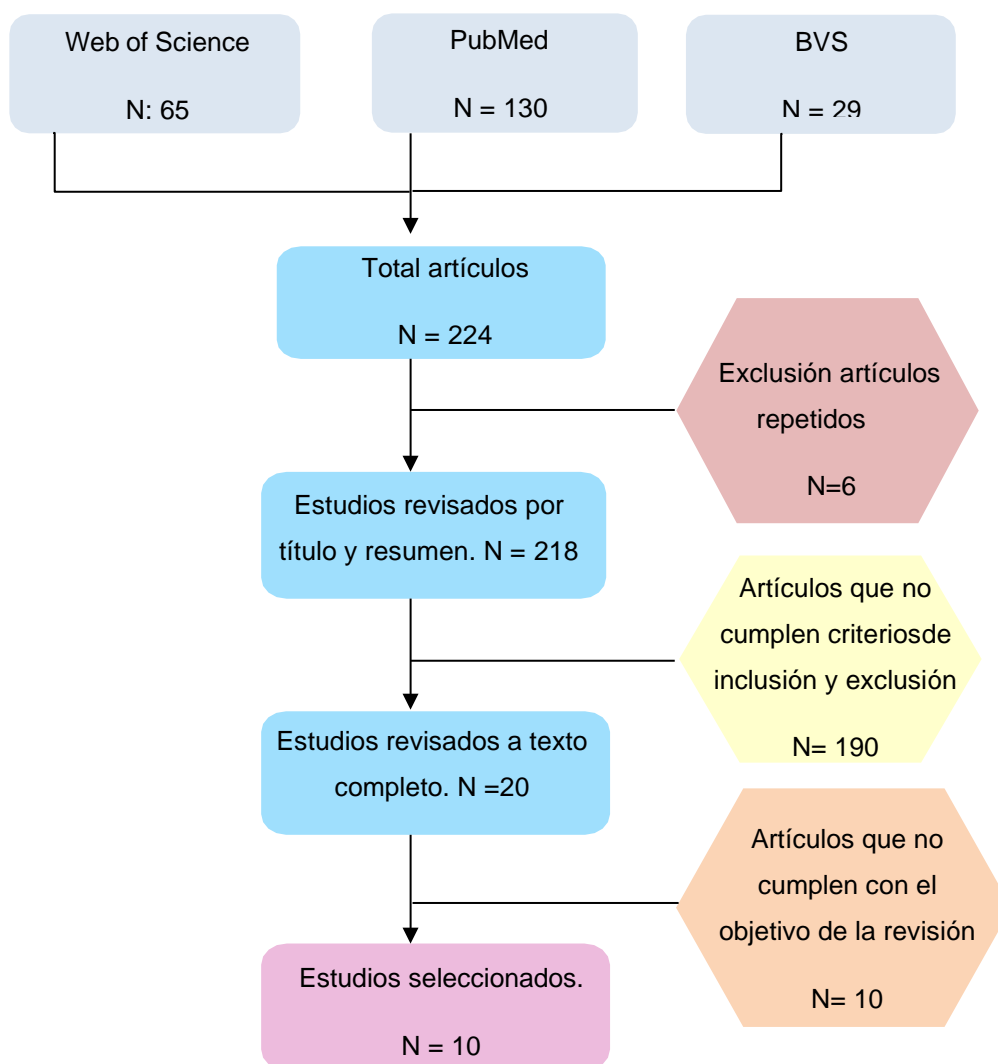 Web of Science
N: 65
PubMed
N = 130
BVS
N = 29
Total artículos
N = 224
Exclusión artículos
repetidos
N=6
Estudios revisados por
título y resumen. N = 218
Artículos que no
cumplen criteriosde
inclusión y exclusión
N= 190
Estudios revisados a texto
completo. N =20
Artículos que no
cumplen con el
objetivo de la revisión
N= 10
Estudios seleccionados.
N = 10